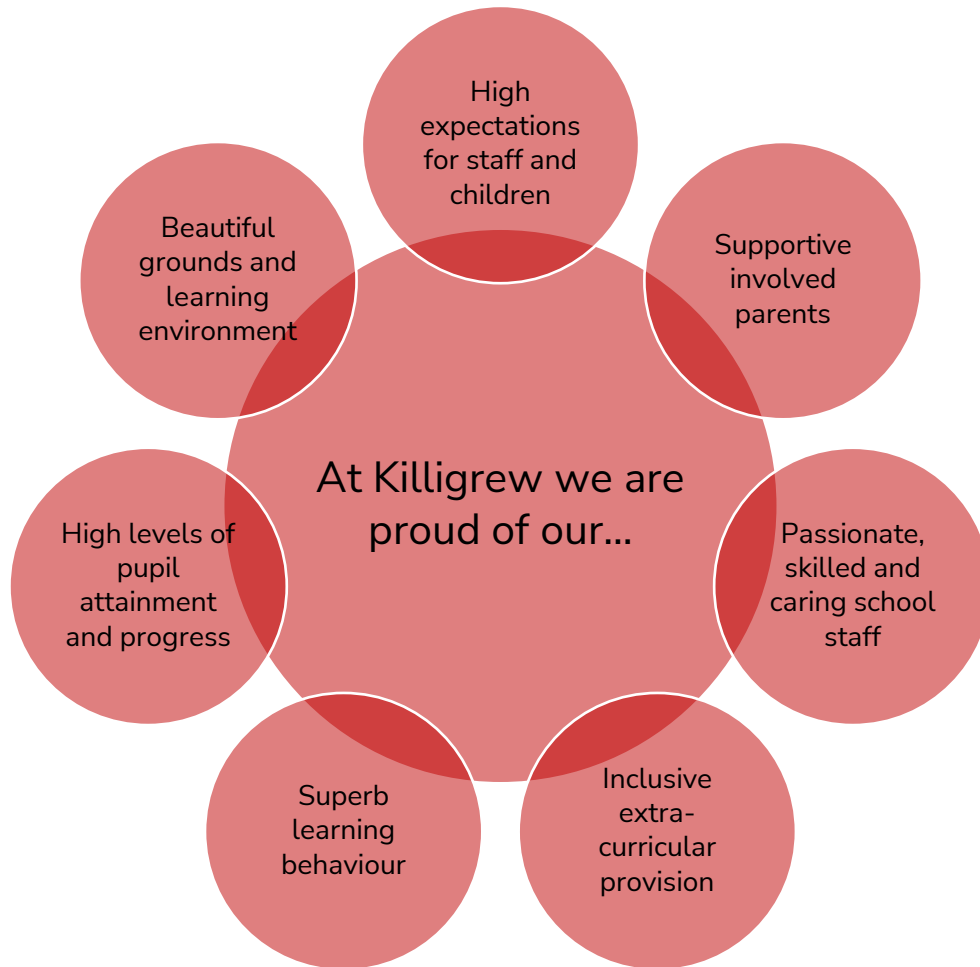 High
expectations
for staff and
children
Supportive
involved
parents
Passionate,
skilled and
caring school
staff
Inclusive
extra-
curricular
provision
Superb
learning
behaviour
High levels of
pupil
attainment
and progress
Beautiful
grounds and
learning
environment
At Killigrew we are
proud of our...